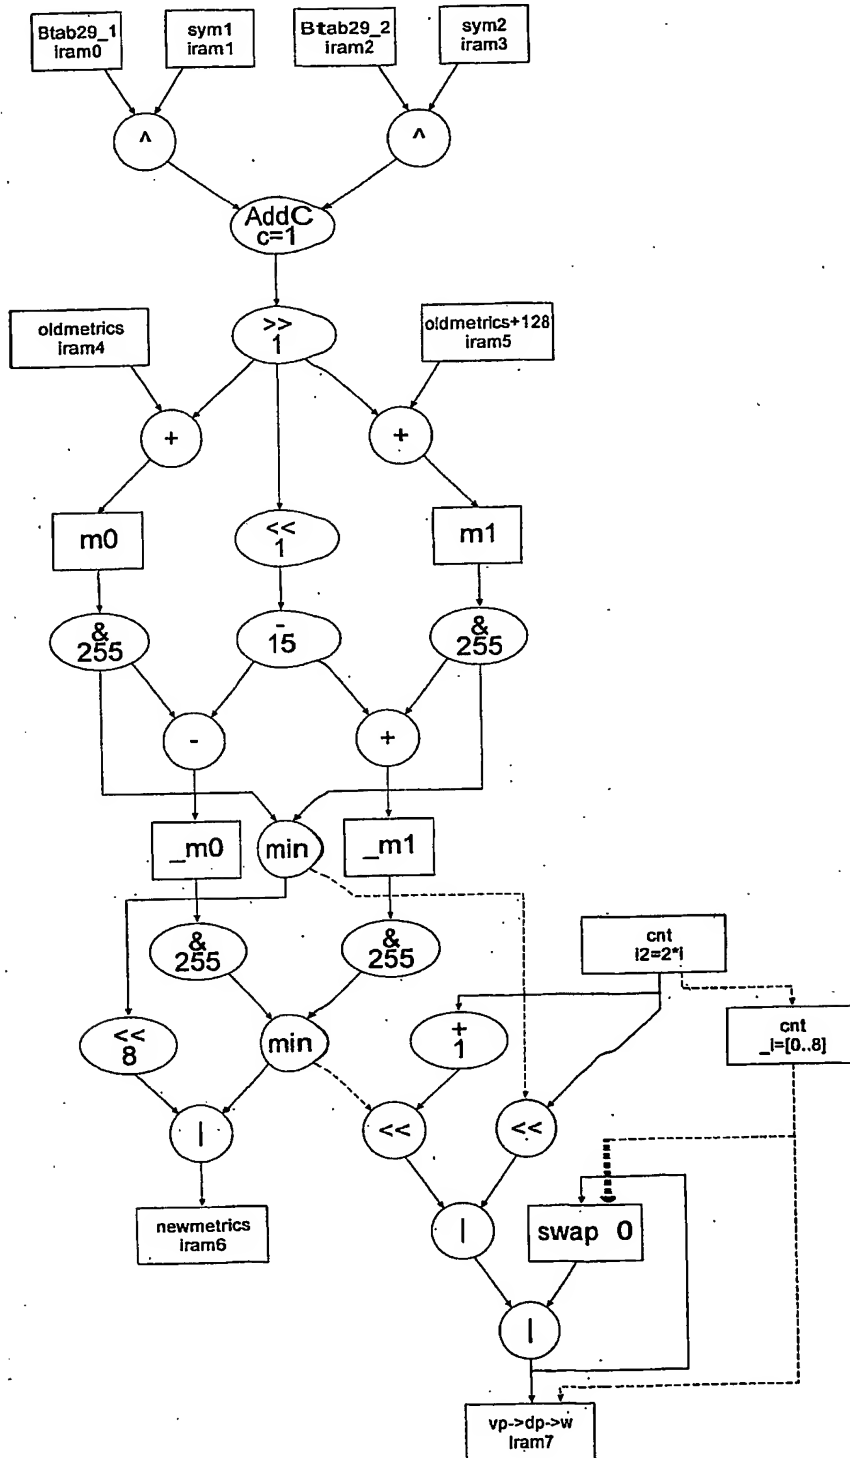 Btab29_1
iram0
sym1
iram1
Btab29_2
iram2
sym2
iram3
^
^
AddC
c=1
oldmetrics
iram4
>>
1
oldmetrics+128
iram5
+
+
m0
<<
1
m1
&
255
-
15
&
255
-
+
_m0
min
_m1
&
255
&
255
cnt
i2=2*i
<<
8
min
+
1
cnt
_i=[0..8]
|
<<
<<
newmetrics
iram6
|
swap 0
|
vp->dp->w
iram7